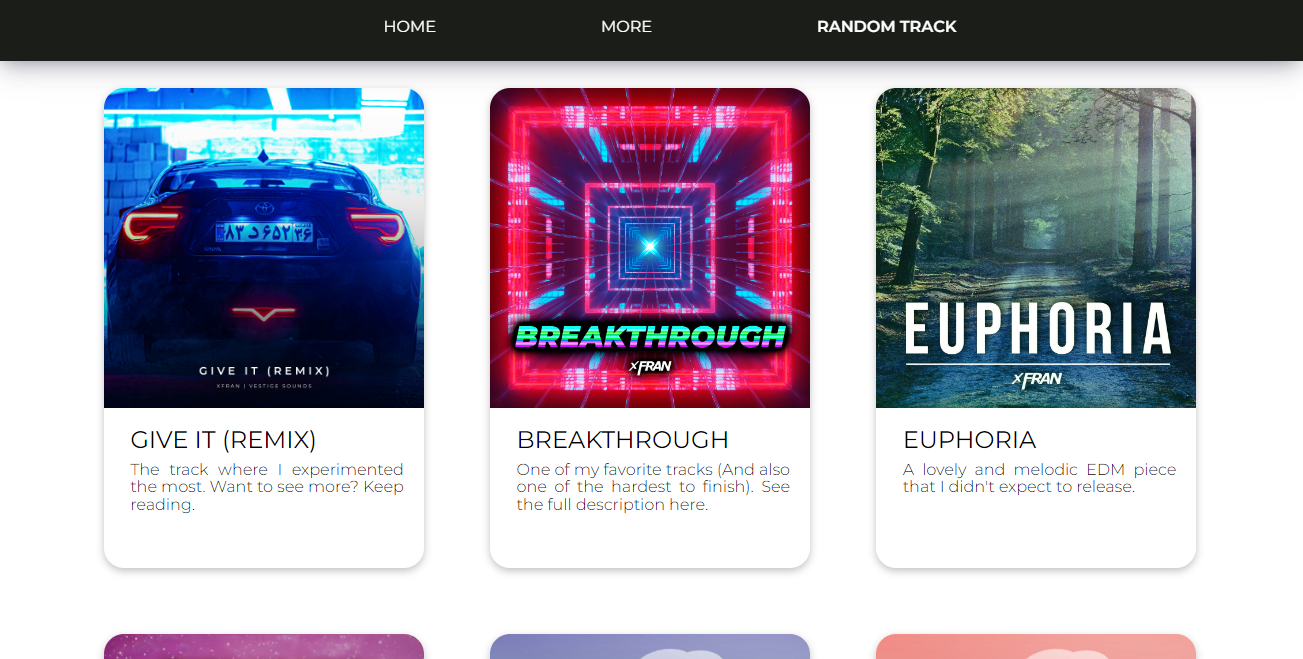 HOME
MORE
RANDOM TRACK
GIVE IT (REMIX)
XFRAN | VESTIGE SOUNDS
GIVE IT (REMIX)
The track where I experimented
the most. Want to see more? Keep
reading.
BREAKTHROUGH
XFRAN
BREAKTHROUGH
One of my favorite tracks (And also
one of the hardest to finish). See
the full description here.
EUPHORIA
XFRAN
EUPHORIA
A lovely and melodic EDM piece
that I didn't expect to release.